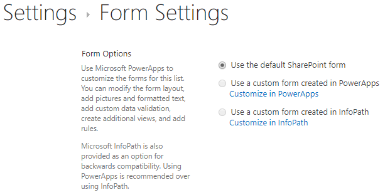 Settings › Form Settings
Form Options
Use Microsoft PowerApps to
customize the forms for this list.
You can modify the form layout,
add pictures and formatted text,
add custom data validation,
create additional views, and add
rules.
Microsoft InfoPath is also
provided as an option for
backwards compatibility. Using
PowerApps is recommended over
using InfoPath.
Use the default SharePoint form
Use a custom form created in PowerApps
Customize in PowerApps
Use a custom form created in InfoPath
Customize in InfoPath